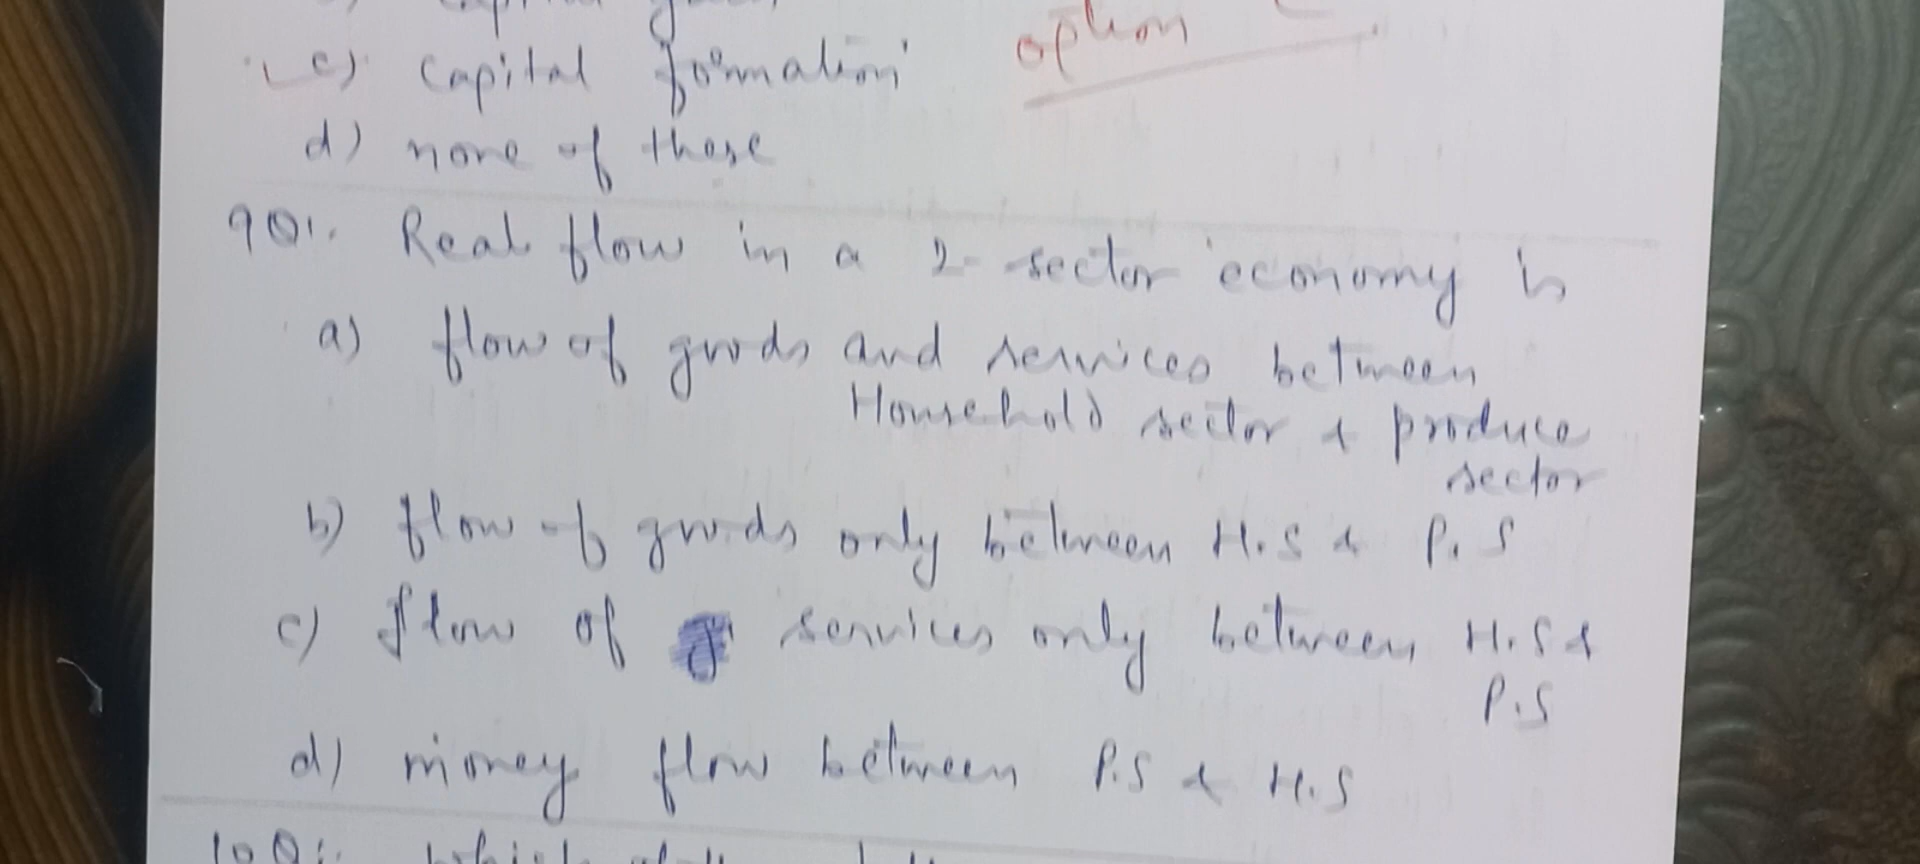 c) capital formation option
d) none of these
9Q1. Real flow in a 2-sector economy is
a) flow of goods and services between
Household sector & produce
sector
b) flow of goods only between H.S & P.S
c) flow of services only between H.S &
P.S
d) money flow between P.S & H.S